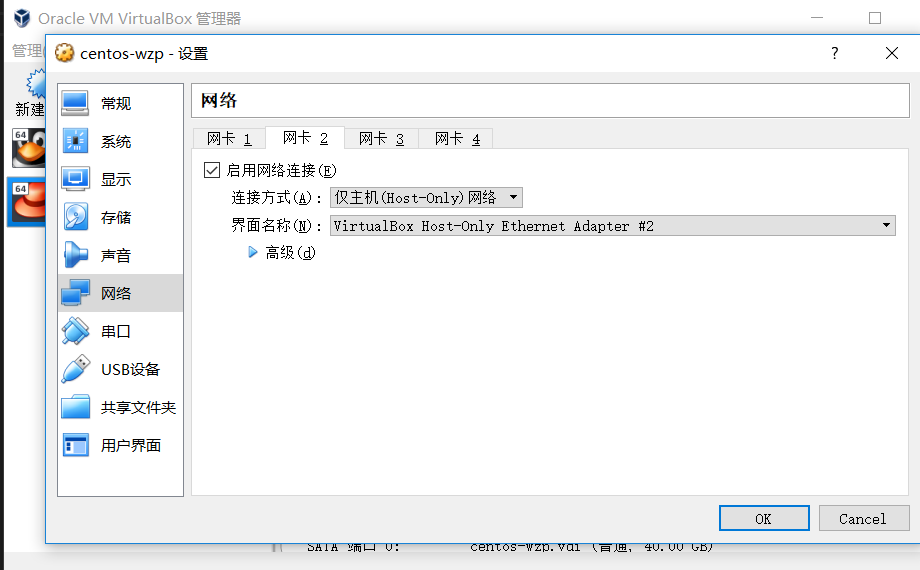 Oracle VM VirtualBox 管理器
管理(
centos-wzp - 设置
?
新建
64
64
常规
系统
显示
存储
声音
网络
串口
USB设备
共享文件夹
用户界面
网络
网卡 1 网卡 2 网卡 3 网卡 4
启用网络连接(E)
连接方式(A)： 仅主机(Host-Only)网络
界面名称(N)： VirtualBox Host-Only Ethernet Adapter #2
高级(d)
OK Cancel
SATA 端口 0: centos-wzp.vdi (普通, 40.00 GB)